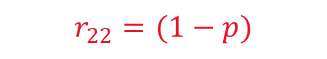 r₂₂ = (1 − p)